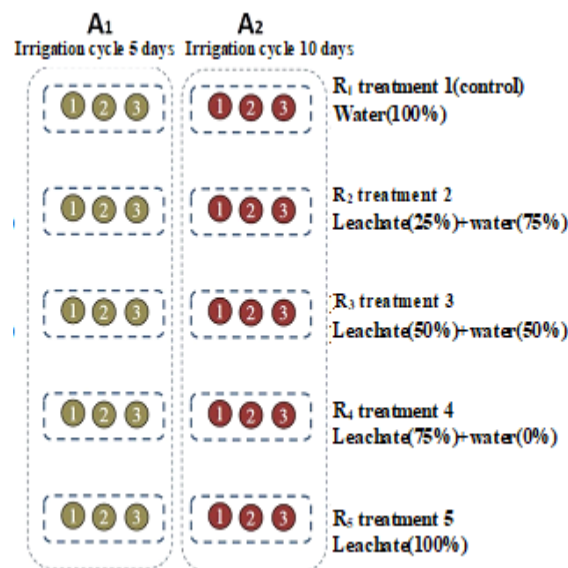 A1 A2
Irrigation cycle 5 days Irrigation cycle 10 days
1 2 3 1 2 3 R1 treatment 1(control)
Water(100%)
1 2 3 1 2 3 R2 treatment 2
Leachate(25%)+water(75%)
1 2 3 1 2 3 R3 treatment 3
Leachate(50%)+water(50%)
1 2 3 1 2 3 R4 treatment 4
Leachate(75%)+water(0%)
1 2 3 1 2 3 R5 treatment 5
Leachate(100%)